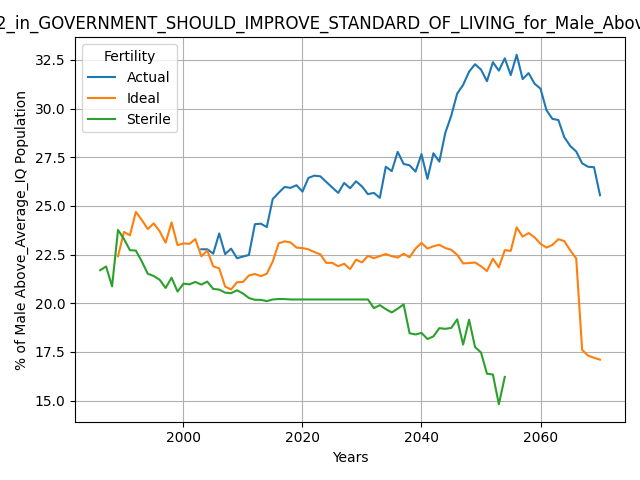 2_in_GOVERNMENT_SHOULD_IMPROVE_STANDARD_OF_LIVING_for_Male_Abov
Fertility
Actual
Ideal
Sterile
% of Male Above_Average_IQ Population
32.5
30.0
27.5
25.0
22.5
20.0
17.5
15.0
2000
2020
2040
2060
Years